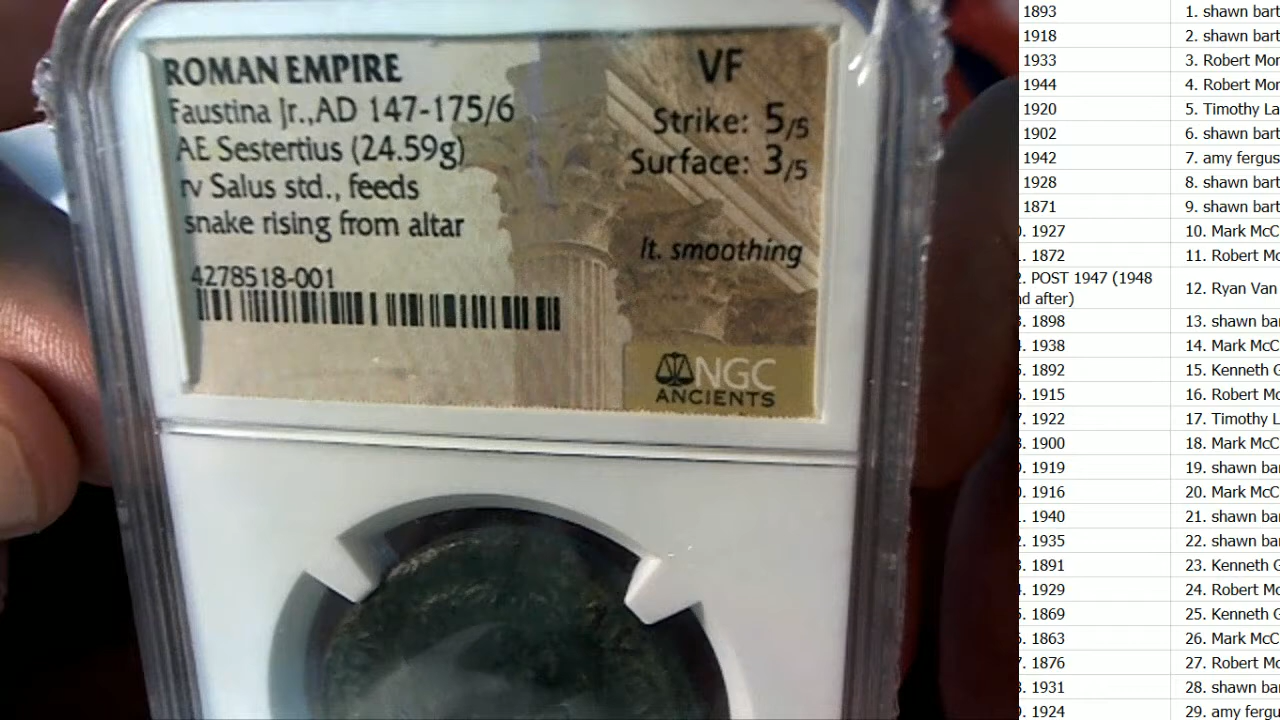 ROMAN EMPIRE
Faustina Jr.,AD 147-175/6
AE Sestertius (24.59g)
rv Salus std., feeds
snake rising from altar
4278518-001
VF
Strike: 5/5
Surface: 3/5
lt. smoothing
NGC
ANCIENTS
1893 1. shawn bart
1918 2. shawn bart
1933 3. Robert Mor
1944 4. Robert Mor
1920 5. Timothy La
1902 6. shawn bart
1942 7. amy fergus
1928 8. shawn bart
1871 9. shawn bart
. 1927 10. Mark McC
. 1872 11. Robert Mo
2. POST 1947 (1948
nd after) 12. Ryan Van
. 1898 13. shawn bar
. 1938 14. Mark McC
. 1892 15. Kenneth G
. 1915 16. Robert Mo
. 1922 17. Timothy L
. 1900 18. Mark McC
. 1919 19. shawn bar
. 1916 20. Mark McC
. 1940 21. shawn bar
. 1935 22. shawn bar
. 1891 23. Kenneth G
. 1929 24. Robert Mo
. 1869 25. Kenneth G
. 1863 26. Mark McC
. 1876 27. Robert Mo
. 1931 28. shawn bar
. 1924 29. amy fergu